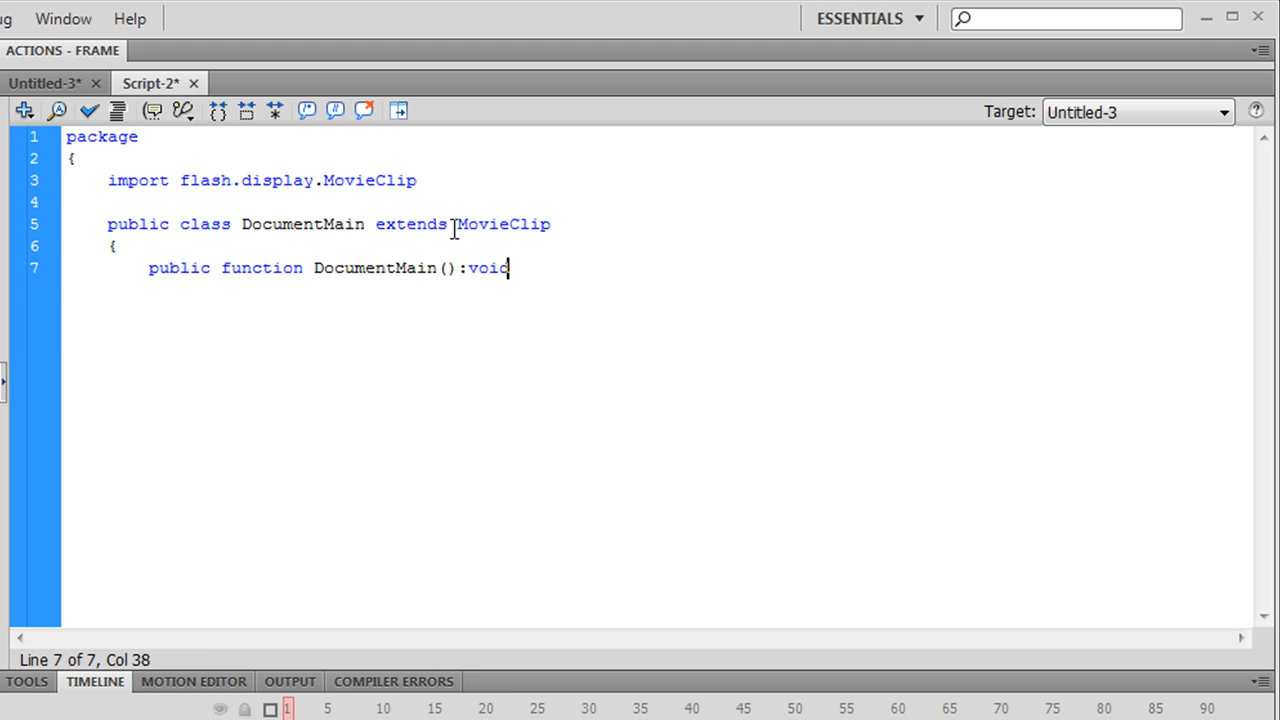 ug Window Help ESSENTIALS
ACTIONS - FRAME
Untitled-3* Script-2*
Target: Untitled-3
1 package
2 {
3 import flash.display.MovieClip
4
5 public class DocumentMain extends MovieClip
6 {
7 public function DocumentMain():void
Line 7 of 7, Col 38
TOOLS TIMELINE MOTION EDITOR OUTPUT COMPILER ERRORS
1 5 10 15 20 25 30 35 40 45 50 55 60 65 70 75 80 85 90